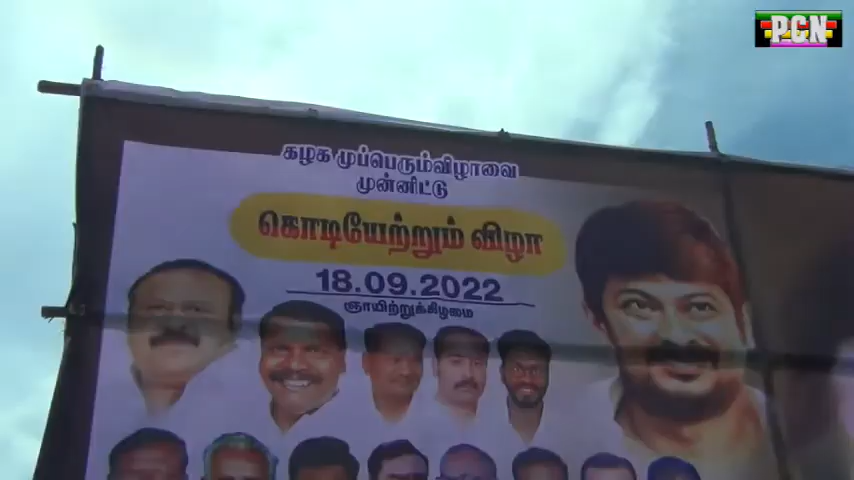 PCN
கழக முப்பெரும்விழாவை
முன்னிட்டு
கொடியேற்றும் விழா
18.09.2022
ஞாயிற்றுக்கிழமை